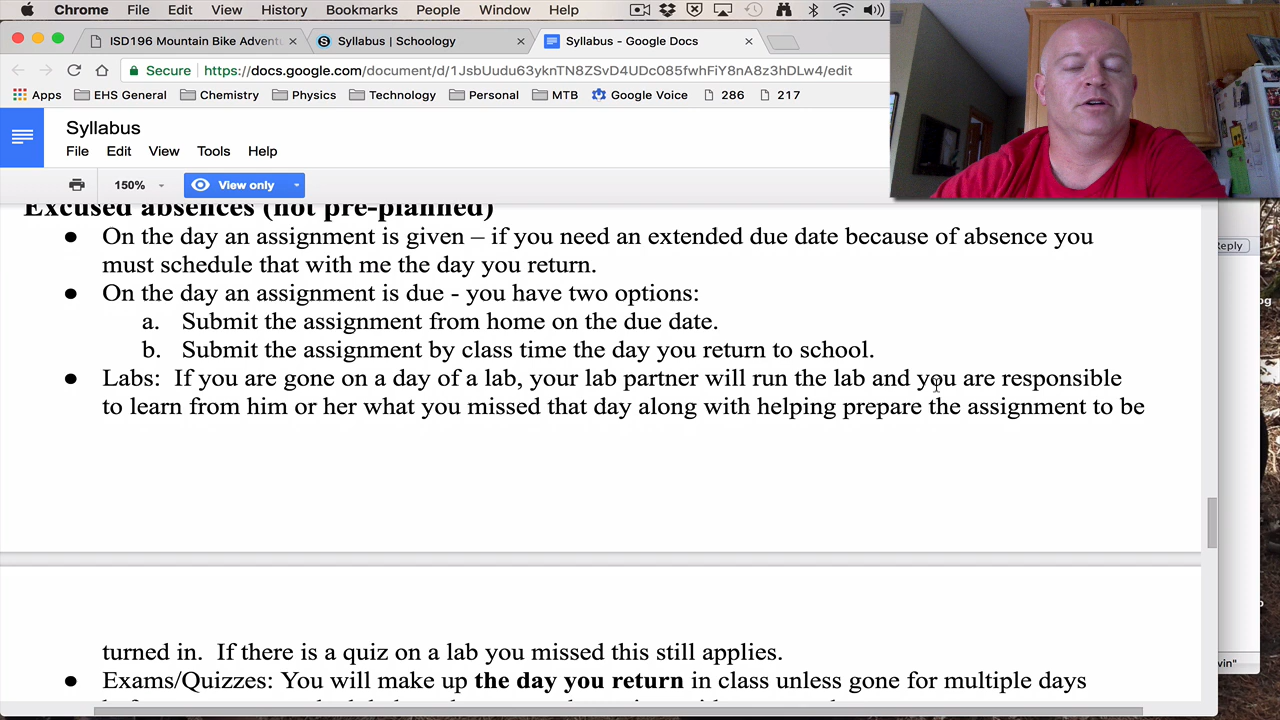 Chrome File Edit View History Bookmarks People Window Help
ISD196 Mountain Bike Advent
Syllabus | Schoology
Syllabus - Google Docs
Secure https://docs.google.com/document/d/1JsbUudu63yknTN8ZSvD4UDc085fwhFiY8nA8z3hDLw4/edit
Apps EHS General Chemistry Physics Technology Personal MTB Google Voice 286 217
Syllabus
File Edit View Tools Help
150% View only
Excused absences (not pre-planned)
● On the day an assignment is given – if you need an extended due date because of absence you
must schedule that with me the day you return.
● On the day an assignment is due - you have two options:
a. Submit the assignment from home on the due date.
b. Submit the assignment by class time the day you return to school.
● Labs: If you are gone on a day of a lab, your lab partner will run the lab and you are responsible
to learn from him or her what you missed that day along with helping prepare the assignment to be
turned in. If there is a quiz on a lab you missed this still applies.
● Exams/Quizzes: You will make up the day you return in class unless gone for multiple days
Reply